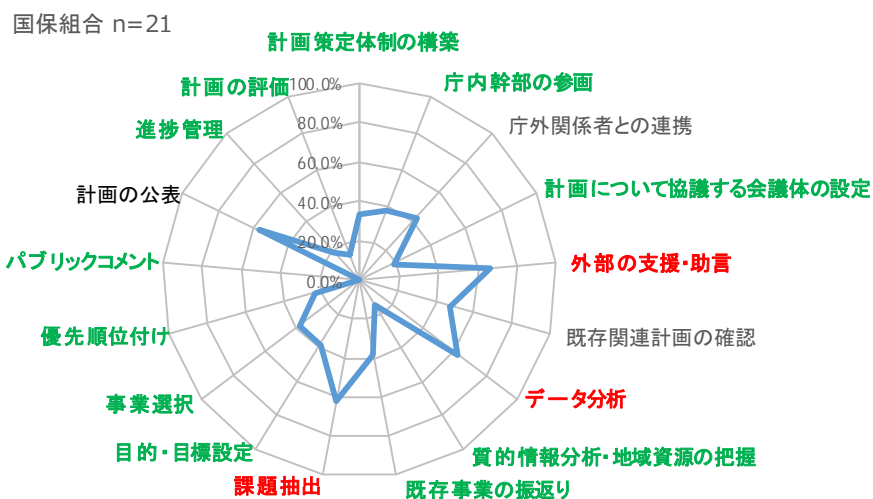 国保組合 n=21
計画策定体制の構築
庁内幹部の参画
庁外関係者との連携
計画について協議する会議体の設定
外部の支援・助言
既存関連計画の確認
データ分析
質的情報分析・地域資源の把握
既存事業の振返り
課題抽出
目的・目標設定
事業選択
優先順位付け
パブリックコメント
計画の公表
進捗管理
計画の評価
100.0%
80.0%
60.0%
40.0%
20.0%
0.0%